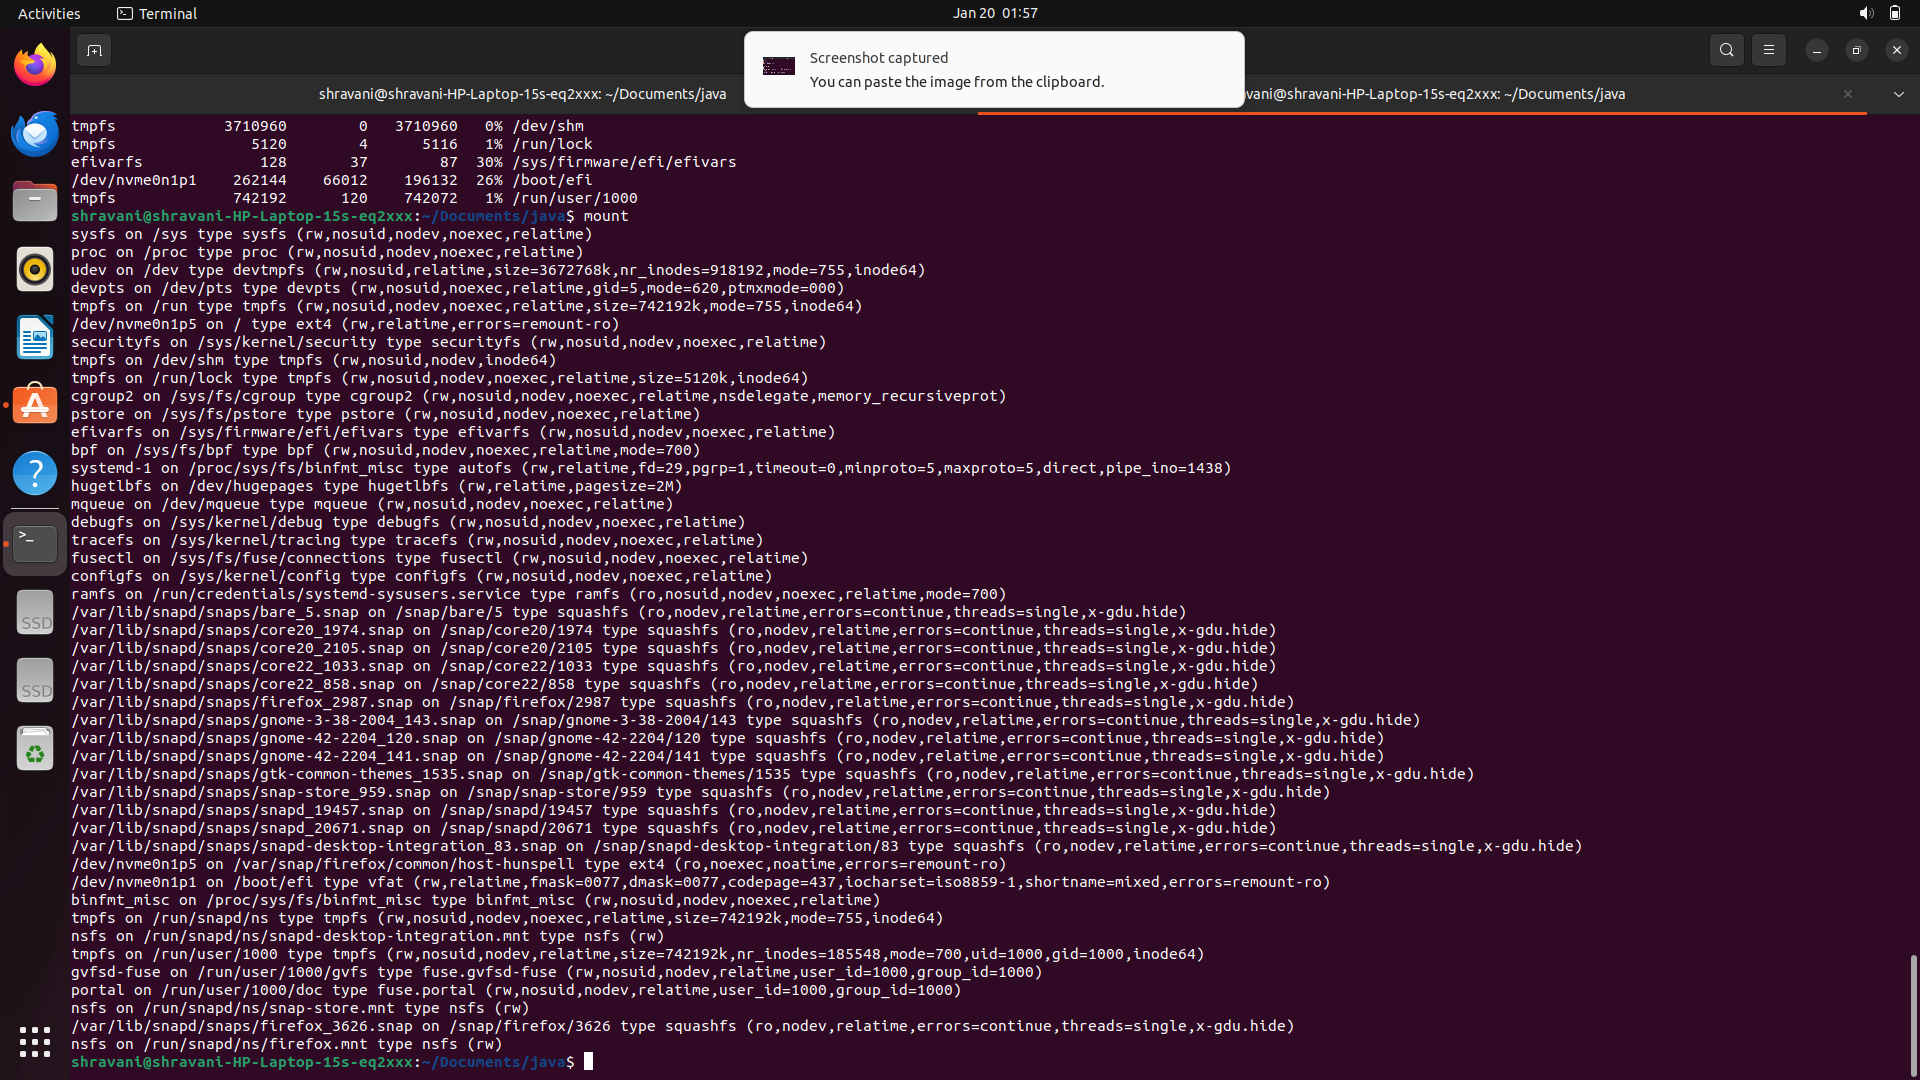 Activities
Terminal
Jan 20 01:57
Screenshot captured
You can paste the image from the clipboard.
shravani@shravani-HP-Laptop-15s-eq2xxx: ~/Documents/java
vani@shravani-HP-Laptop-15s-eq2xxx: ~/Documents/java
tmpfs 3710960 0 3710960 0% /dev/shm
tmpfs 5120 4 5116 1% /run/lock
efivarfs 128 37 87 30% /sys/firmware/efi/efivars
/dev/nvme0n1p1 262144 66012 196132 26% /boot/efi
tmpfs 742192 120 742072 1% /run/user/1000
shravani@shravani-HP-Laptop-15s-eq2xxx:~/Documents/java$ mount
sysfs on /sys type sysfs (rw,nosuid,nodev,noexec,relatime)
proc on /proc type proc (rw,nosuid,nodev,noexec,relatime)
udev on /dev type devtmpfs (rw,nosuid,relatime,size=3672768k,nr_inodes=918192,mode=755,inode64)
devpts on /dev/pts type devpts (rw,nosuid,noexec,relatime,gid=5,mode=620,ptmxmode=000)
tmpfs on /run type tmpfs (rw,nosuid,nodev,noexec,relatime,size=742192k,mode=755,inode64)
/dev/nvme0n1p5 on / type ext4 (rw,relatime,errors=remount-ro)
securityfs on /sys/kernel/security type securityfs (rw,nosuid,nodev,noexec,relatime)
tmpfs on /dev/shm type tmpfs (rw,nosuid,nodev,inode64)
tmpfs on /run/lock type tmpfs (rw,nosuid,nodev,noexec,relatime,size=5120k,inode64)
cgroup2 on /sys/fs/cgroup type cgroup2 (rw,nosuid,nodev,noexec,relatime,nsdelegate,memory_recursiveprot)
pstore on /sys/fs/pstore type pstore (rw,nosuid,nodev,noexec,relatime)
efivarfs on /sys/firmware/efi/efivars type efivarfs (rw,nosuid,nodev,noexec,relatime)
bpf on /sys/fs/bpf type bpf (rw,nosuid,nodev,noexec,relatime,mode=700)
systemd-1 on /proc/sys/fs/binfmt_misc type autofs (rw,relatime,fd=29,pgrp=1,timeout=0,minproto=5,maxproto=5,direct,pipe_ino=1438)
hugetlbfs on /dev/hugepages type hugetlbfs (rw,relatime,pagesize=2M)
mqueue on /dev/mqueue type mqueue (rw,nosuid,nodev,noexec,relatime)
debugfs on /sys/kernel/debug type debugfs (rw,nosuid,nodev,noexec,relatime)
tracefs on /sys/kernel/tracing type tracefs (rw,nosuid,nodev,noexec,relatime)
fusectl on /sys/fs/fuse/connections type fusectl (rw,nosuid,nodev,noexec,relatime)
configfs on /sys/kernel/config type configfs (rw,nosuid,nodev,noexec,relatime)
ramfs on /run/credentials/systemd-sysusers.service type ramfs (ro,nosuid,nodev,noexec,relatime,mode=700)
/var/lib/snapd/snaps/bare_5.snap on /snap/bare/5 type squashfs (ro,nodev,relatime,errors=continue,threads=single,x-gdu.hide)
/var/lib/snapd/snaps/core20_1974.snap on /snap/core20/1974 type squashfs (ro,nodev,relatime,errors=continue,threads=single,x-gdu.hide)
/var/lib/snapd/snaps/core20_2105.snap on /snap/core20/2105 type squashfs (ro,nodev,relatime,errors=continue,threads=single,x-gdu.hide)
/var/lib/snapd/snaps/core22_1033.snap on /snap/core22/1033 type squashfs (ro,nodev,relatime,errors=continue,threads=single,x-gdu.hide)
/var/lib/snapd/snaps/core22_858.snap on /snap/core22/858 type squashfs (ro,nodev,relatime,errors=continue,threads=single,x-gdu.hide)
/var/lib/snapd/snaps/firefox_2987.snap on /snap/firefox/2987 type squashfs (ro,nodev,relatime,errors=continue,threads=single,x-gdu.hide)
/var/lib/snapd/snaps/gnome-3-38-2004_143.snap on /snap/gnome-3-38-2004/143 type squashfs (ro,nodev,relatime,errors=continue,threads=single,x-gdu.hide)
/var/lib/snapd/snaps/gnome-42-2204_120.snap on /snap/gnome-42-2204/120 type squashfs (ro,nodev,relatime,errors=continue,threads=single,x-gdu.hide)
/var/lib/snapd/snaps/gnome-42-2204_141.snap on /snap/gnome-42-2204/141 type squashfs (ro,nodev,relatime,errors=continue,threads=single,x-gdu.hide)
/var/lib/snapd/snaps/gtk-common-themes_1535.snap on /snap/gtk-common-themes/1535 type squashfs (ro,nodev,relatime,errors=continue,threads=single,x-gdu.hide)
/var/lib/snapd/snaps/snap-store_959.snap on /snap/snap-store/959 type squashfs (ro,nodev,relatime,errors=continue,threads=single,x-gdu.hide)
/var/lib/snapd/snaps/snapd_19457.snap on /snap/snapd/19457 type squashfs (ro,nodev,relatime,errors=continue,threads=single,x-gdu.hide)
/var/lib/snapd/snaps/snapd_20671.snap on /snap/snapd/20671 type squashfs (ro,nodev,relatime,errors=continue,threads=single,x-gdu.hide)
/var/lib/snapd/snaps/snapd-desktop-integration_83.snap on /snap/snapd-desktop-integration/83 type squashfs (ro,nodev,relatime,errors=continue,threads=single,x-gdu.hide)
/dev/nvme0n1p5 on /var/snap/firefox/common/host-hunspell type ext4 (ro,noexec,noatime,errors=remount-ro)
/dev/nvme0n1p1 on /boot/efi type vfat (rw,relatime,fmask=0077,dmask=0077,codepage=437,iocharset=iso8859-1,shortname=mixed,errors=remount-ro)
binfmt_misc on /proc/sys/fs/binfmt_misc type binfmt_misc (rw,nosuid,nodev,noexec,relatime)
tmpfs on /run/snapd/ns type tmpfs (rw,nosuid,nodev,noexec,relatime,size=742192k,mode=755,inode64)
nsfs on /run/snapd/ns/snapd-desktop-integration.mnt type nsfs (rw)
tmpfs on /run/user/1000 type tmpfs (rw,nosuid,nodev,relatime,size=742192k,nr_inodes=185548,mode=700,uid=1000,gid=1000,inode64)
gvfsd-fuse on /run/user/1000/gvfs type fuse.gvfsd-fuse (rw,nosuid,nodev,relatime,user_id=1000,group_id=1000)
portal on /run/user/1000/doc type fuse.portal (rw,nosuid,nodev,relatime,user_id=1000,group_id=1000)
nsfs on /run/snapd/ns/snap-store.mnt type nsfs (rw)
/var/lib/snapd/snaps/firefox_3626.snap on /snap/firefox/3626 type squashfs (ro,nodev,relatime,errors=continue,threads=single,x-gdu.hide)
nsfs on /run/snapd/ns/firefox.mnt type nsfs (rw)
shravani@shravani-HP-Laptop-15s-eq2xxx:~/Documents/java$
SSD
SSD